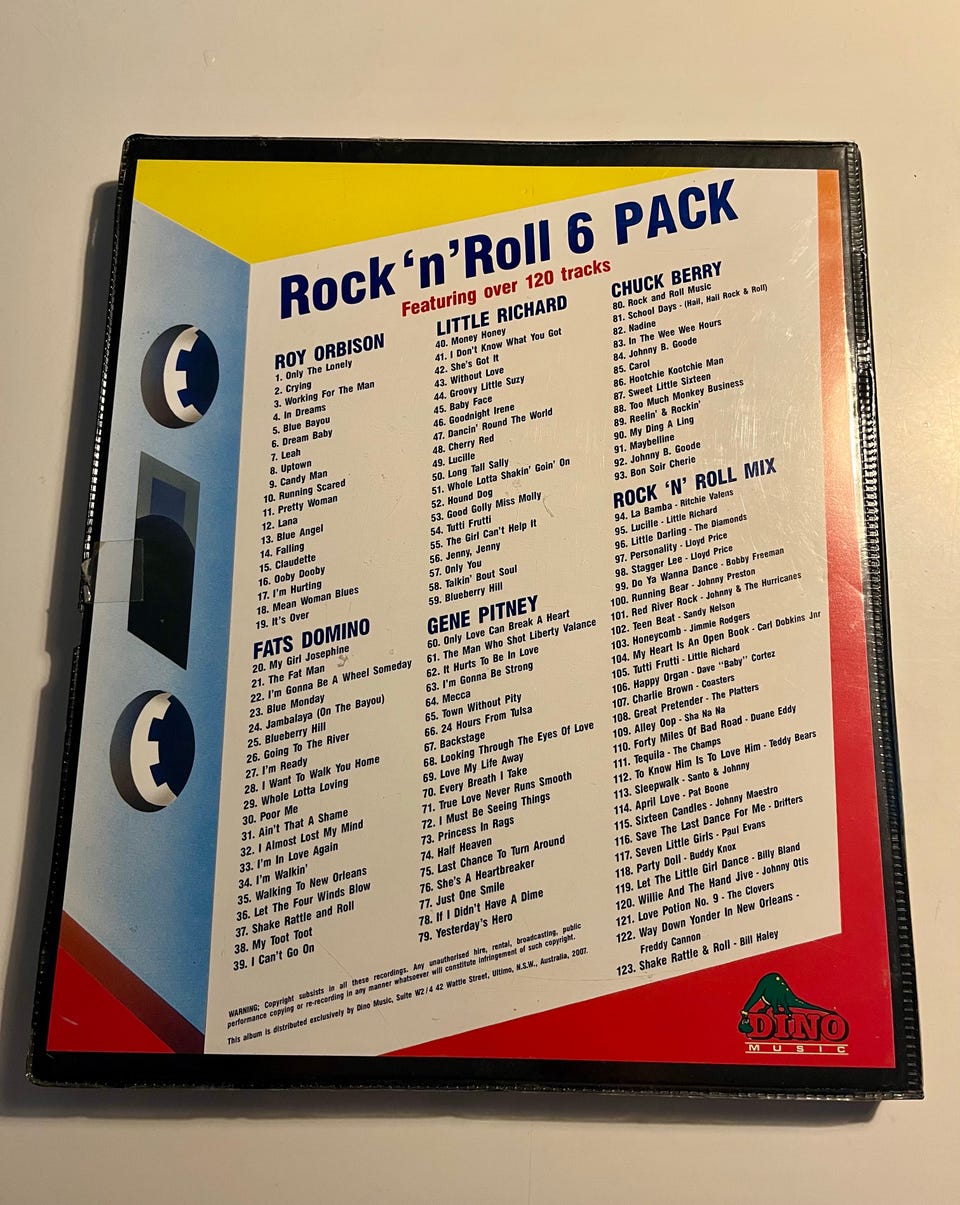 Rock 'n' Roll 6 PACK
Featuring over 120 tracks
ROY ORBISON
1. Only The Lonely
2. Crying
3. Working For The Man
4. In Dreams
5. Blue Bayou
6. Dream Baby
7. Leah
8. Uptown
9. Candy Man
10. Running Scared
11. Pretty Woman
12. Lana
13. Blue Angel
14. Falling
15. Claudette
16. Ooby Dooby
17. I'm Hurting
18. Mean Woman Blues
19. It's Over
FATS DOMINO
20. My Girl Josephine
21. The Fat Man
22. I'm Gonna Be A Wheel Someday
23. Blue Monday
24. Jambalaya (On The Bayou)
25. Blueberry Hill
26. Going To The River
27. I'm Ready
28. I Want To Walk You Home
29. Whole Lotta Loving
30. Poor Me
31. Ain't That A Shame
32. I Almost Lost My Mind
33. I'm In Love Again
34. I'm Walkin'
35. Walking To New Orleans
36. Let The Four Winds Blow
37. Shake Rattle and Roll
38. My Toot Toot
39. I Can't Go On
LITTLE RICHARD
40. Money Honey
41. I Don't Know What You Got
42. She's Got It
43. Without Love
44. Groovy Little Suzy
45. Baby Face
46. Goodnight Irene
47. Dancin' Round The World
48. Cherry Red
49. Lucille
50. Long Tall Sally
51. Whole Lotta Shakin' Goin' On
52. Hound Dog
53. Good Golly Miss Molly
54. Tutti Frutti
55. The Girl Can't Help It
56. Jenny, Jenny
57. Only You
58. Talkin' Bout Soul
59. Blueberry Hill
GENE PITNEY
60. Only Love Can Break A Heart
61. The Man Who Shot Liberty Valance
62. It Hurts To Be In Love
63. I'm Gonna Be Strong
64. Mecca
65. Town Without Pity
66. 24 Hours From Tulsa
67. Backstage
68. Looking Through The Eyes Of Love
69. Love My Life Away
70. Every Breath I Take
71. True Love Never Runs Smooth
72. I Must Be Seeing Things
73. Princess In Rags
74. Half Heaven
75. Last Chance To Turn Around
76. She's A Heartbreaker
77. Just One Smile
78. If I Didn't Have A Dime
79. Yesterday's Hero
CHUCK BERRY
80. Rock and Roll Music
81. School Days - (Hail, Hail Rock & Roll)
82. Nadine
83. In The Wee Wee Hours
84. Johnny B. Goode
85. Carol
86. Hootchie Kootchie Man
87. Sweet Little Sixteen
88. Too Much Monkey Business
89. Reelin' & Rockin'
90. My Ding A Ling
91. Maybelline
92. Johnny B. Goode
93. Bon Soir Cherie
ROCK 'N' ROLL MIX
94. La Bamba - Ritchie Valens
95. Lucille - Little Richard
96. Little Darling - The Diamonds
97. Personality - Lloyd Price
98. Stagger Lee - Lloyd Price
99. Do Ya Wanna Dance - Bobby Freeman
100. Running Bear - Johnny Preston
101. Red River Rock - Johnny & The Hurricanes
102. Teen Beat - Sandy Nelson
103. Honeycomb - Jimmie Rodgers
104. My Heart Is An Open Book - Carl Dobkins Jnr
105. Tutti Frutti - Little Richard
106. Happy Organ - Dave "Baby" Cortez
107. Charlie Brown - Coasters
108. Great Pretender - The Platters
109. Alley Oop - Sha Na Na
110. Forty Miles Of Bad Road - Duane Eddy
111. Tequila - The Champs
112. To Know Him Is To Love Him - Teddy Bears
113. Sleepwalk - Santo & Johnny
114. April Love - Pat Boone
115. Sixteen Candles - Johnny Maestro
116. Save The Last Dance For Me - Drifters
117. Seven Little Girls - Paul Evans
118. Party Doll - Buddy Knox
119. Let The Little Girl Dance - Billy Bland
120. Willie And The Hand Jive - Johnny Otis
121. Love Potion No. 9 - The Clovers
122. Way Down Yonder In New Orleans -
Freddy Cannon
123. Shake Rattle & Roll - Bill Haley
WARNING: Copyright subsists in all these recordings. Any unauthorised hire, rental, broadcasting, public
performance copying or re-recording in any manner whatsoever will constitute infringement of such copyright.
This album is distributed exclusively by Dino Music, Suite W2/4 42 Wattle Street, Ultimo, N.S.W., Australia, 2007.
DINO
MUSIC